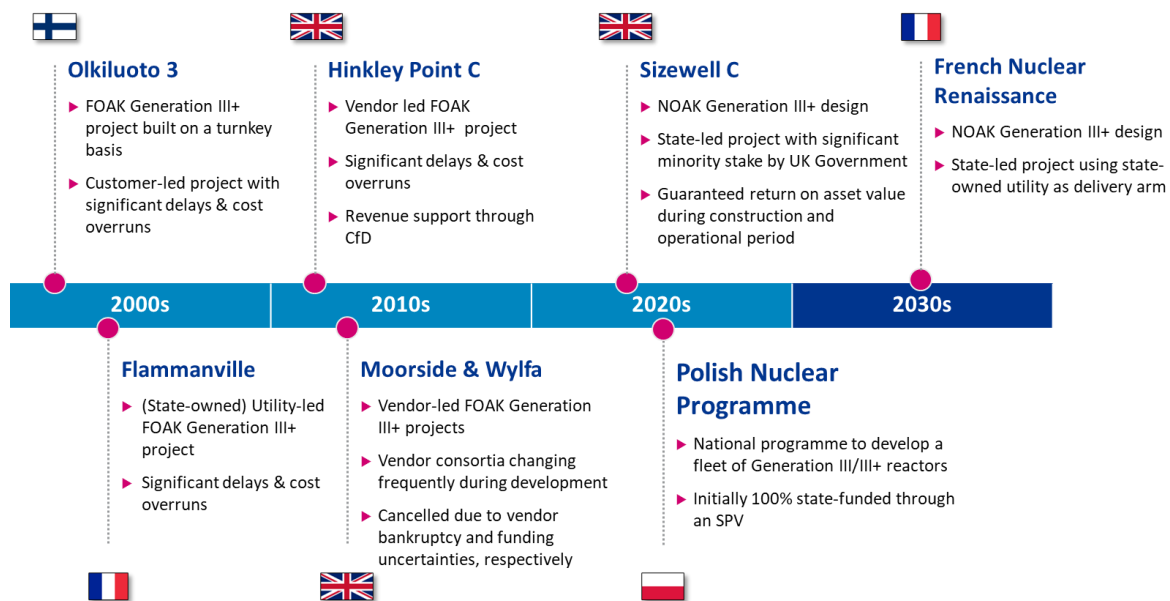 Olkiluoto 3
FOAK Generation III+
project built on a turnkey
basis
Customer-led project with
significant delays & cost
overruns
Hinkley Point C
Vendor led FOAK
Generation III+ project
Significant delays & cost
overruns
Revenue support through
CfD
Sizewell C
NOAK Generation III+ design
State-led project with significant
minority stake by UK Government
Guaranteed return on asset value
during construction and
operational period
French Nuclear
Renaissance
NOAK Generation III+ design
State-led project using state-
owned utility as delivery arm
2000s
2010s
2020s
2030s
Flammanville
(State-owned) Utility-led
FOAK Generation III+
project
Significant delays & cost
overruns
Moorside & Wylfa
Vendor-led FOAK Generation
III+ projects
Vendor consortia changing
frequently during development
Cancelled due to vendor
bankruptcy and funding
uncertainties, respectively
Polish Nuclear
Programme
National programme to develop a
fleet of Generation III/III+ reactors
Initially 100% state-funded through
an SPV